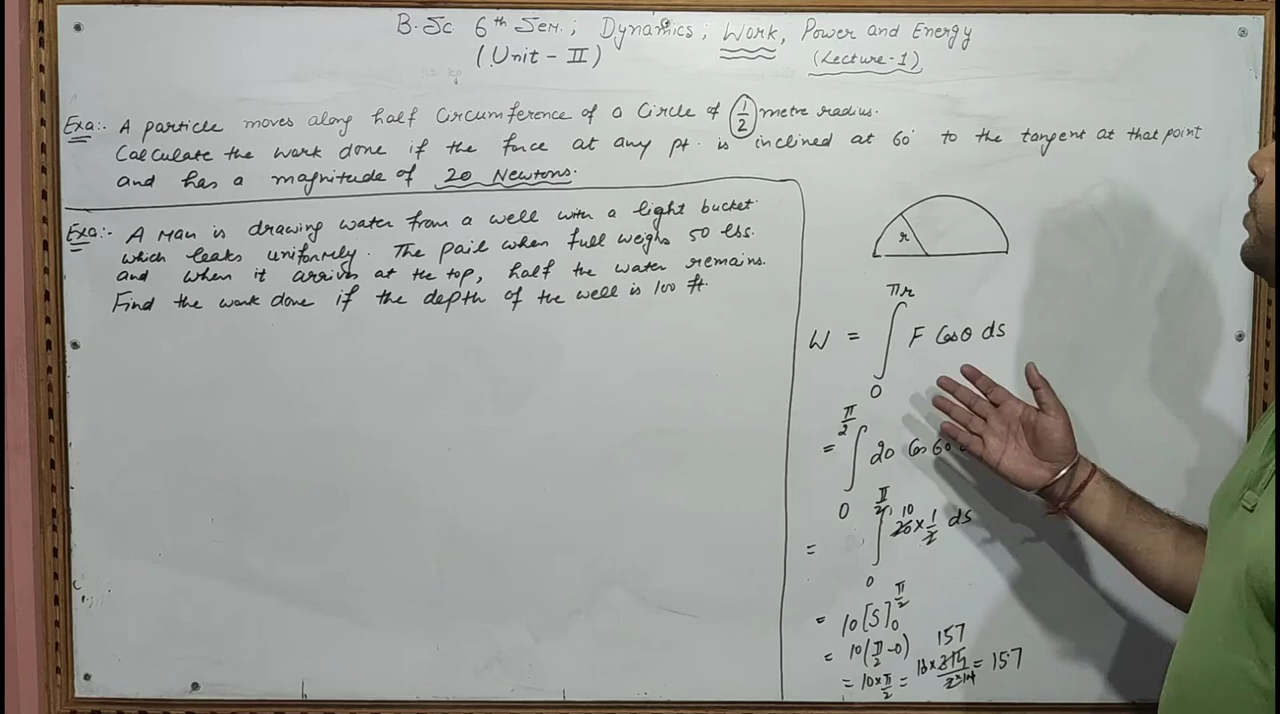 B.Sc. 6th Sem.; Dynamics; Work, Power and Energy
(Unit-II) (Lecture-1)
Exa:- A particle moves along half Circumference of a Circle of 1/2 metre radius.
Calculate the work done if the force at any pt. is inclined at 60° to the tangent at that point
and has a magnitude of 20 Newtons.
Exa:- A man is drawing water from a well with a light bucket
which leaks uniformly. The pail when full weighs 50 lbs.
and when it arrives at the top, half the water remains.
Find the work done if the depth of the well is 100 ft.
r
W = ∫₀^πr F Cosθ ds
= ∫₀^π/2 20 Cos 60
= ∫₀^π/2 20 × 1/2 ds
10
= 10[S]₀^π/2
= 10(π/2-0)
157
= 10×π/2 = = 157